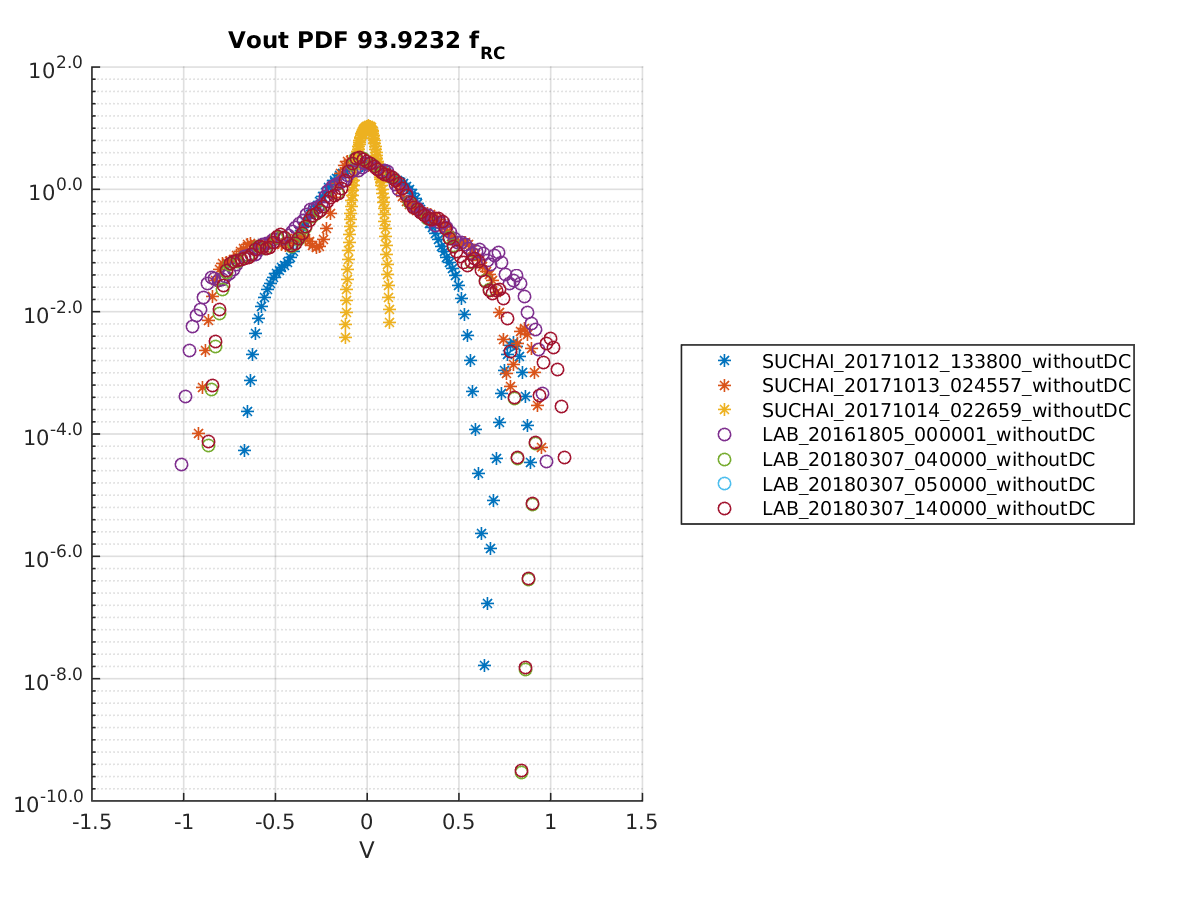 Vout PDF 93.9232 f_RC
10^2.0
10^0.0
10^-2.0
10^-4.0
10^-6.0
10^-8.0
10^-10.0
-1.5 -1 -0.5 0 0.5 1 1.5
V
SUCHAI_20171012_133800_withoutDC
SUCHAI_20171013_024557_withoutDC
SUCHAI_20171014_022659_withoutDC
LAB_20161805_000001_withoutDC
LAB_20180307_040000_withoutDC
LAB_20180307_050000_withoutDC
LAB_20180307_140000_withoutDC